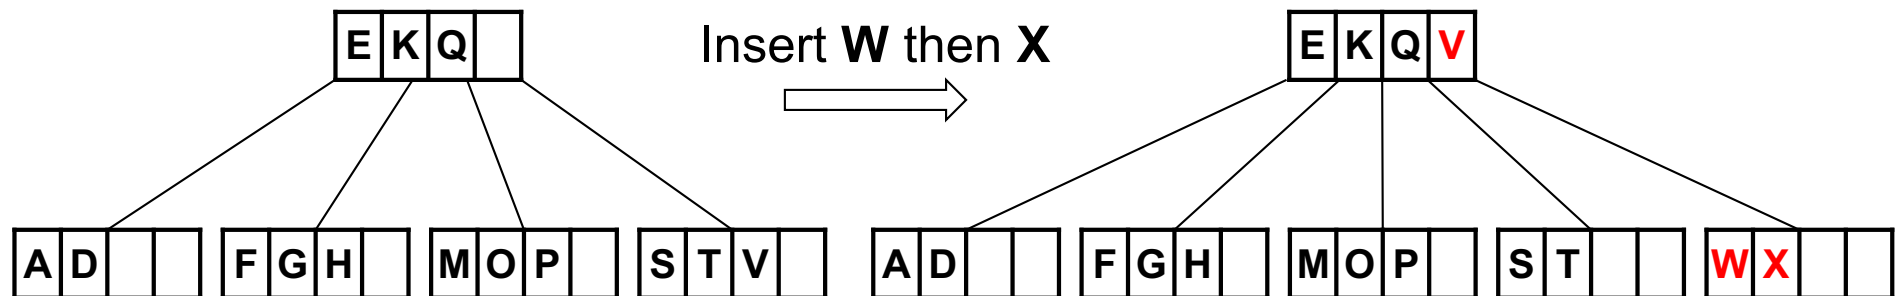 E K Q
Insert W then X
E K Q V
A D
F G H
M O P
S T V
A D
F G H
M O P
S T
W X